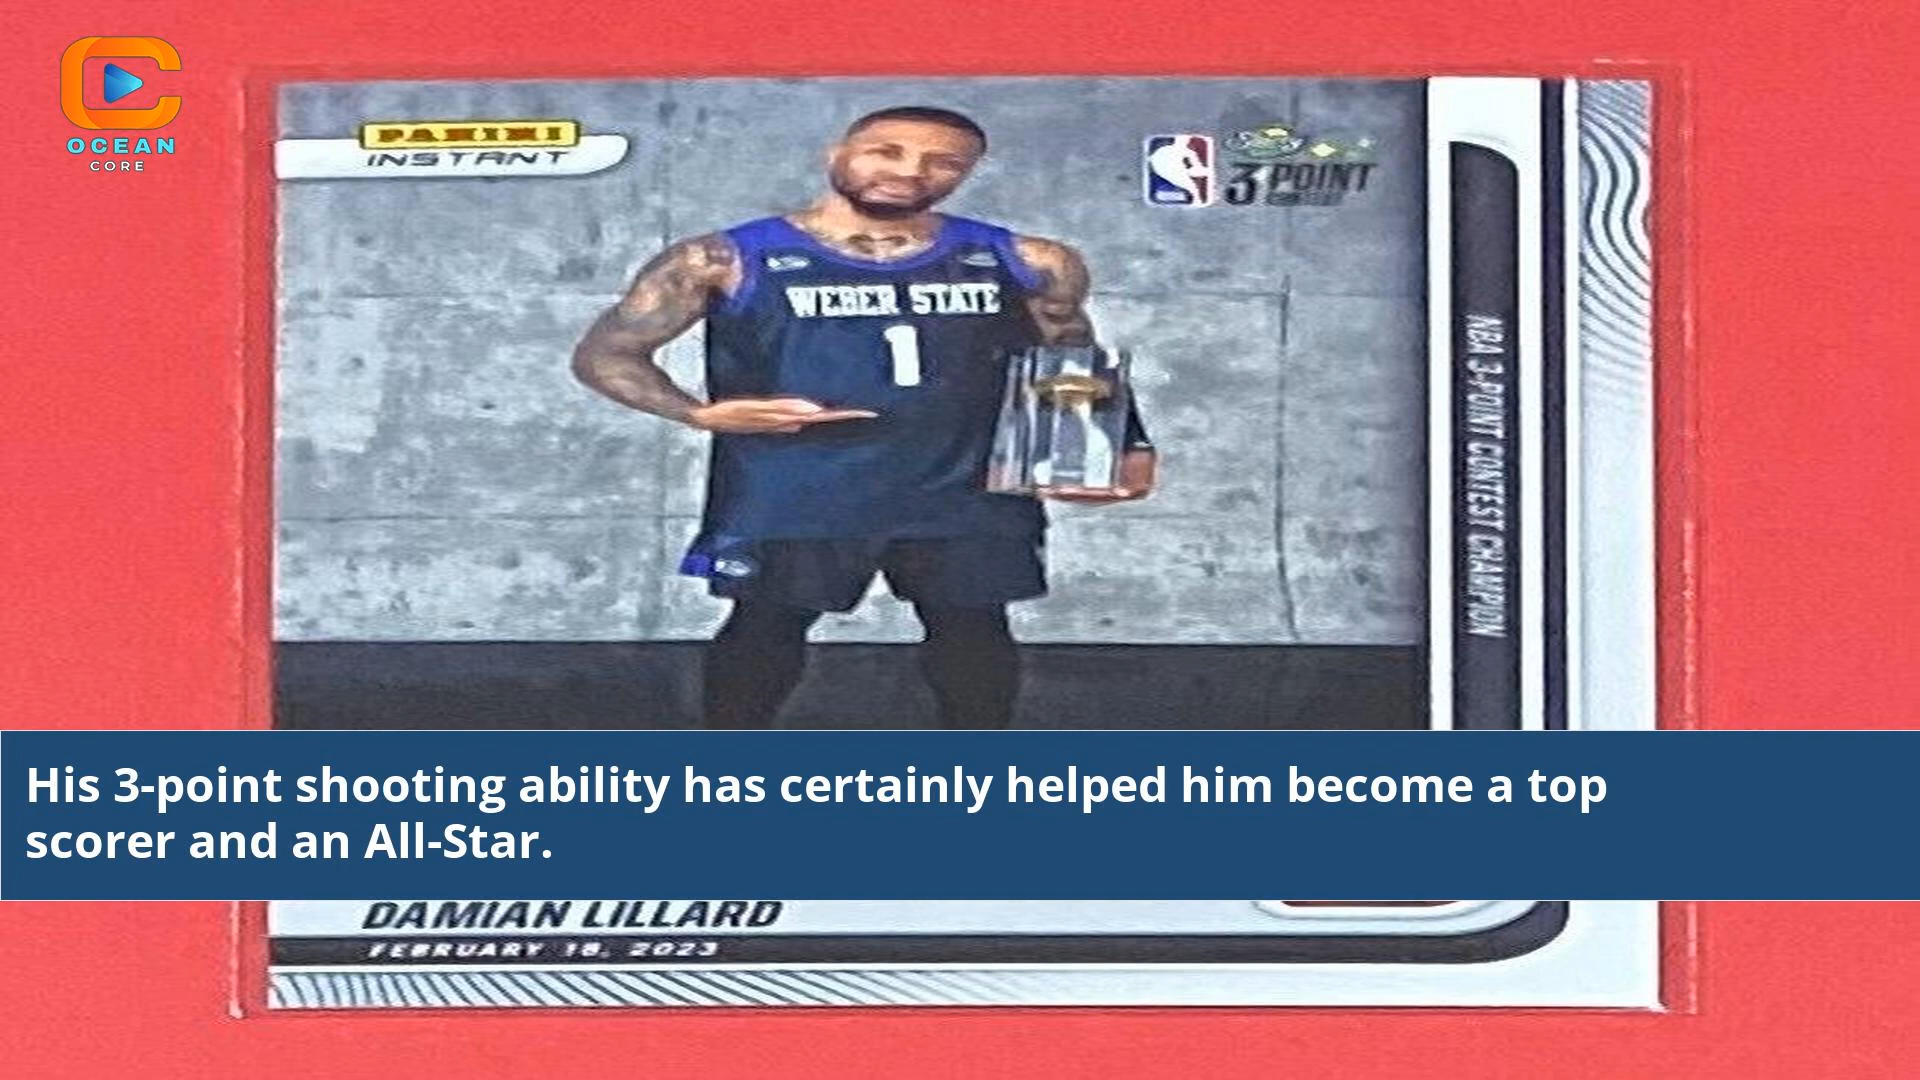 OCEAN
CORE
PANINI
INSTANT
3 POINT
WEBER STATE
1
NBA 3-POINT CONTEST CHAMPION
His 3-point shooting ability has certainly helped him become a top
scorer and an All-Star.
DAMIAN LILLARD
FEBRUARY 18, 2023